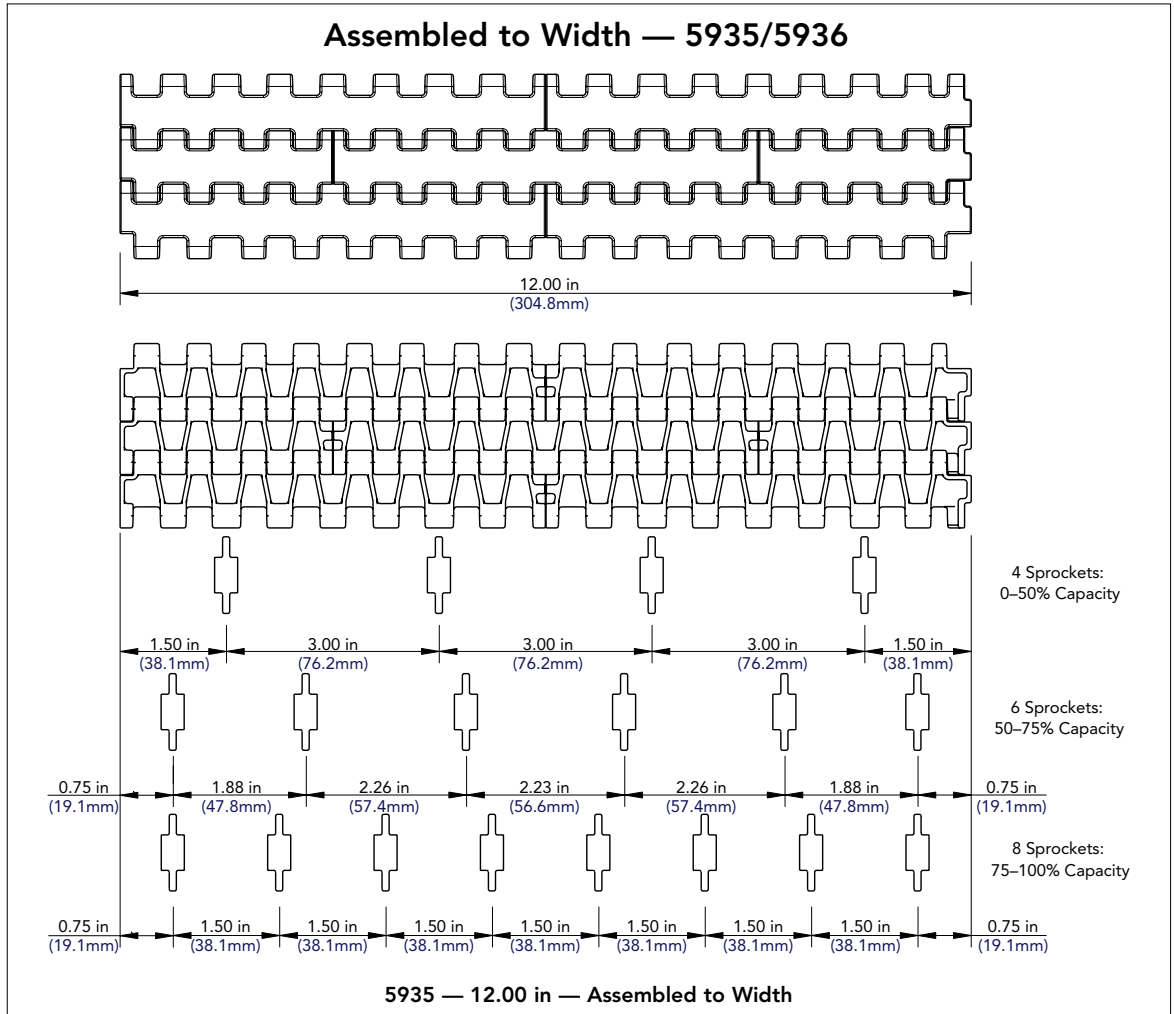 Assembled to Width — 5935/5936
12.00 in
(304.8mm)
4 Sprockets:
0–50% Capacity
1.50 in 3.00 in 3.00 in 3.00 in 1.50 in
(38.1mm) (76.2mm) (76.2mm) (76.2mm) (38.1mm)
6 Sprockets:
50–75% Capacity
0.75 in 1.88 in 2.26 in 2.23 in 2.26 in 1.88 in 0.75 in
(19.1mm) (47.8mm) (57.4mm) (56.6mm) (57.4mm) (47.8mm) (19.1mm)
8 Sprockets:
75–100% Capacity
0.75 in 1.50 in 1.50 in 1.50 in 1.50 in 1.50 in 1.50 in 1.50 in 0.75 in
(19.1mm) (38.1mm) (38.1mm) (38.1mm) (38.1mm) (38.1mm) (38.1mm) (38.1mm) (19.1mm)
5935 — 12.00 in — Assembled to Width